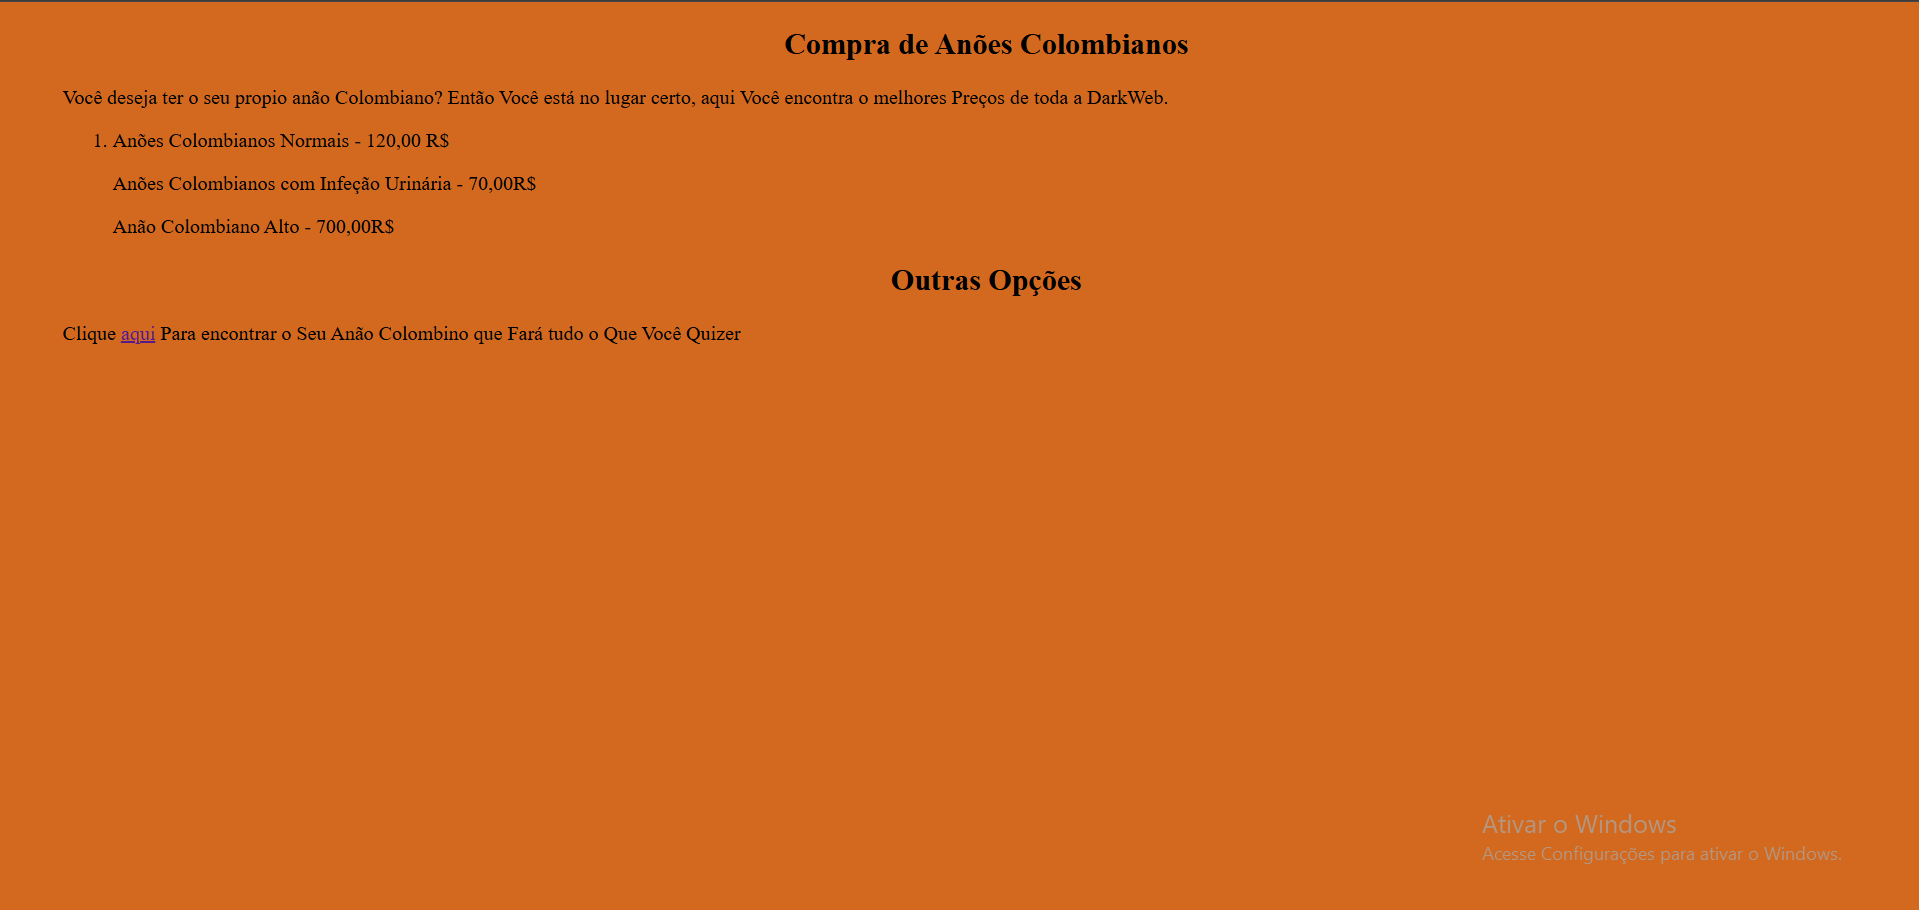 Compra de Anões Colombianos
Você deseja ter o seu propio anão Colombiano? Então Você está no lugar certo, aqui Você encontra o melhores Preços de toda a DarkWeb.
1. Anões Colombianos Normais - 120,00 R$
Anões Colombianos com Infeção Urinária - 70,00R$
Anão Colombiano Alto - 700,00R$
Outras Opções
Clique aqui Para encontrar o Seu Anão Colombino que Fará tudo o Que Você Quizer
Ativar o Windows
Acesse Configurações para ativar o Windows.